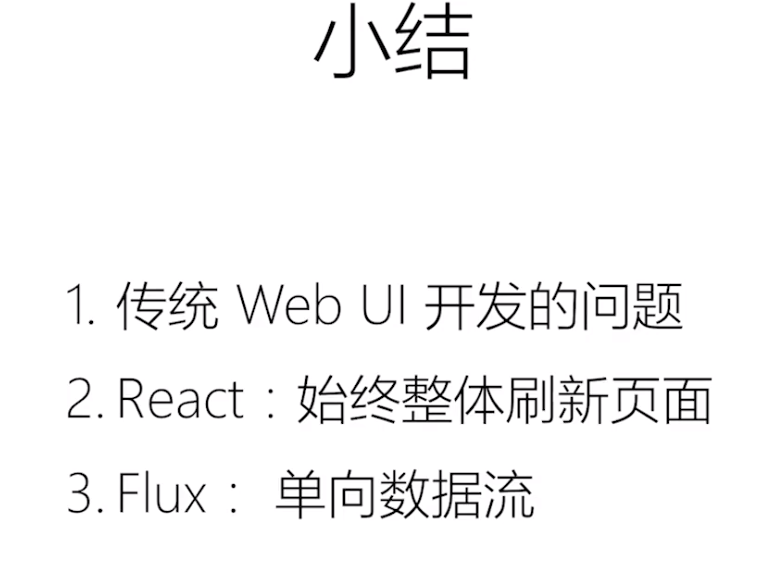 小结
1. 传统 Web UI 开发的问题
2. React：始终整体刷新页面
3. Flux： 单向数据流